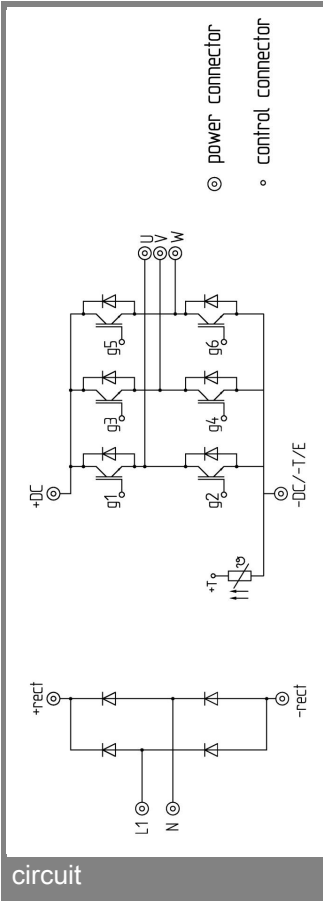 power connector
control connector
U
V
W
g5
g6
g3
g4
g1
g2
+DC
-DC/-T/E
+T
ϑ
+rect
-rect
L1
N
circuit